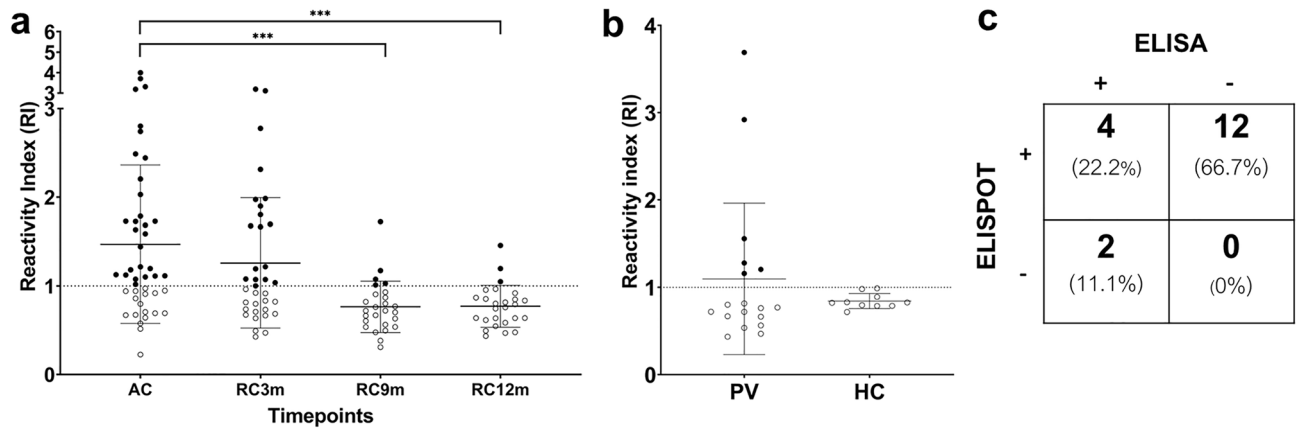 a
***
***
6
5
4
3
3
2
1
0
Reactivity Index (RI)
AC
RC3m
RC9m
RC12m
Timepoints
b
4
3
2
1
0
Reactivity index (RI)
PV
HC
c
ELISA
+ -
ELISPOT
+
4
12
(22.2%)
(66.7%)
-
2
0
(11.1%)
(0%)